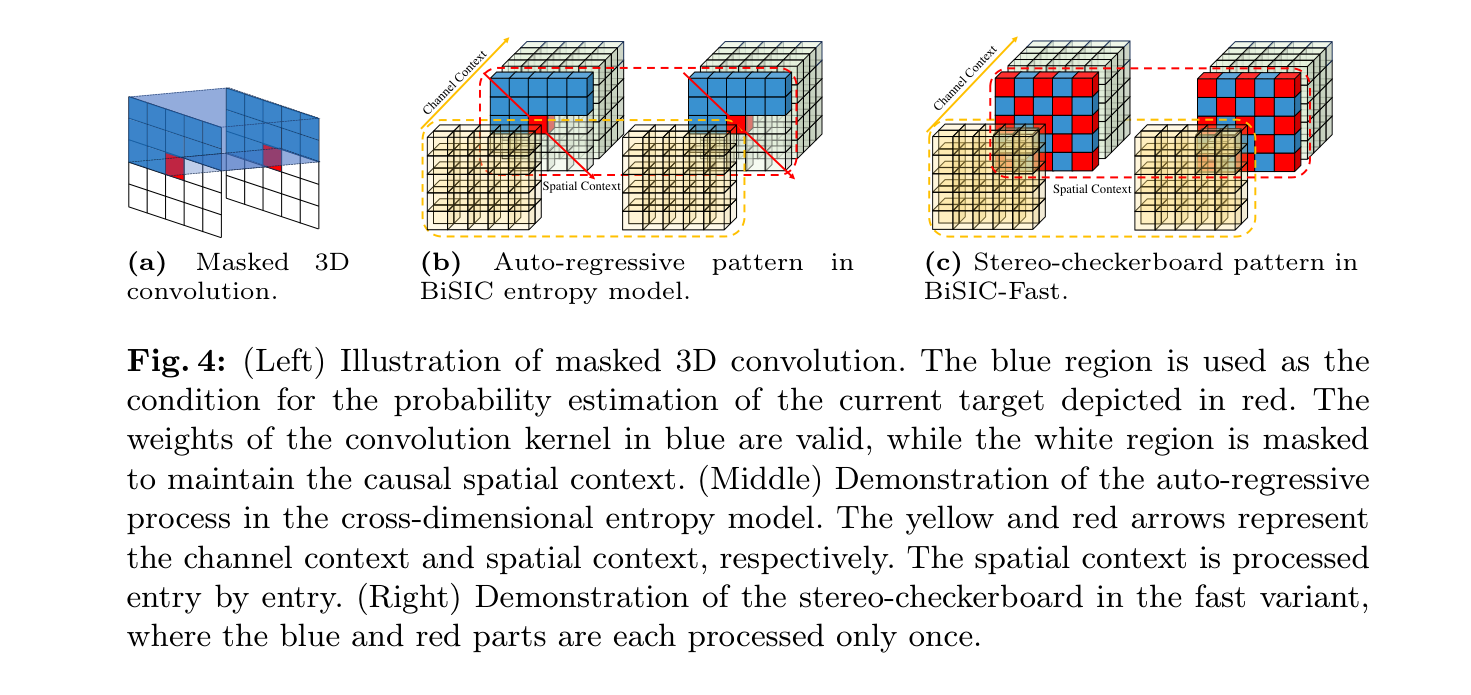 Channel Context
Spatial Context
Channel Context
Spatial Context
(a) Masked 3D
convolution.
(b) Auto-regressive pattern in
BiSIC entropy model.
(c) Stereo-checkerboard pattern in
BiSIC-Fast.
Fig. 4: (Left) Illustration of masked 3D convolution. The blue region is used as the
condition for the probability estimation of the current target depicted in red. The
weights of the convolution kernel in blue are valid, while the white region is masked
to maintain the causal spatial context. (Middle) Demonstration of the auto-regressive
process in the cross-dimensional entropy model. The yellow and red arrows represent
the channel context and spatial context, respectively. The spatial context is processed
entry by entry. (Right) Demonstration of the stereo-checkerboard in the fast variant,
where the blue and red parts are each processed only once.